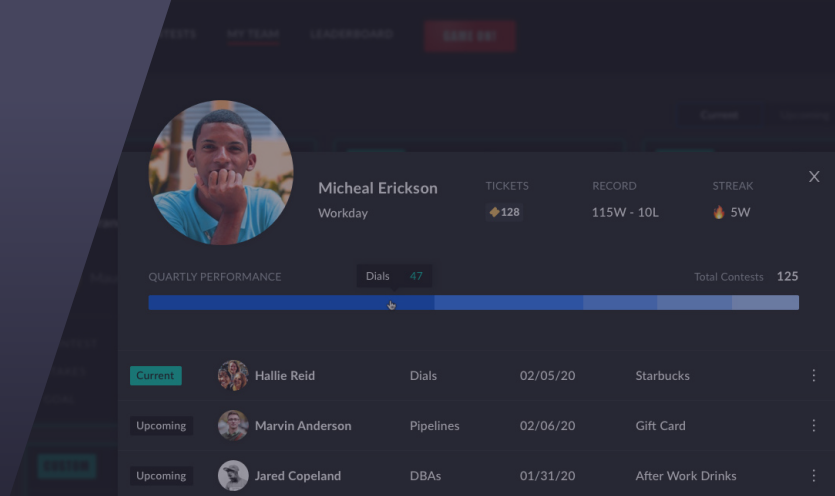 MY TEAM
LEADERBOARD
Current
Micheal Erickson
TICKETS
RECORD
STREAK
Workday
128
115W - 10L
5W
QUARTLY PERFORMANCE
Dials 47
Total Contests 125
Current Hallie Reid Dials 02/05/20 Starbucks
Upcoming Marvin Anderson Pipelines 02/06/20 Gift Card
Upcoming Jared Copeland DBAs 01/31/20 After Work Drinks
CUSTOM